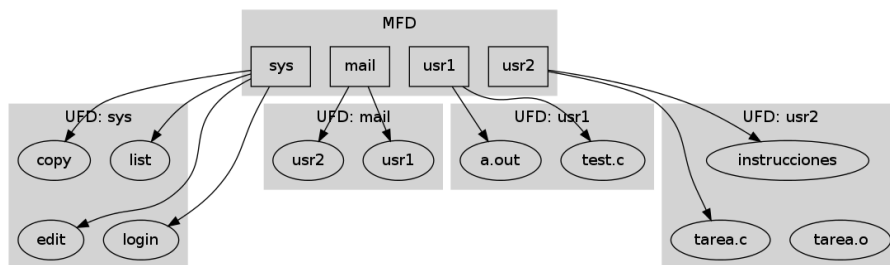 MFD
sys mail usr1 usr2
UFD: sys UFD: mail UFD: usr1 UFD: usr2
copy list usr2 usr1 a.out test.c instrucciones
edit login tarea.c tarea.o